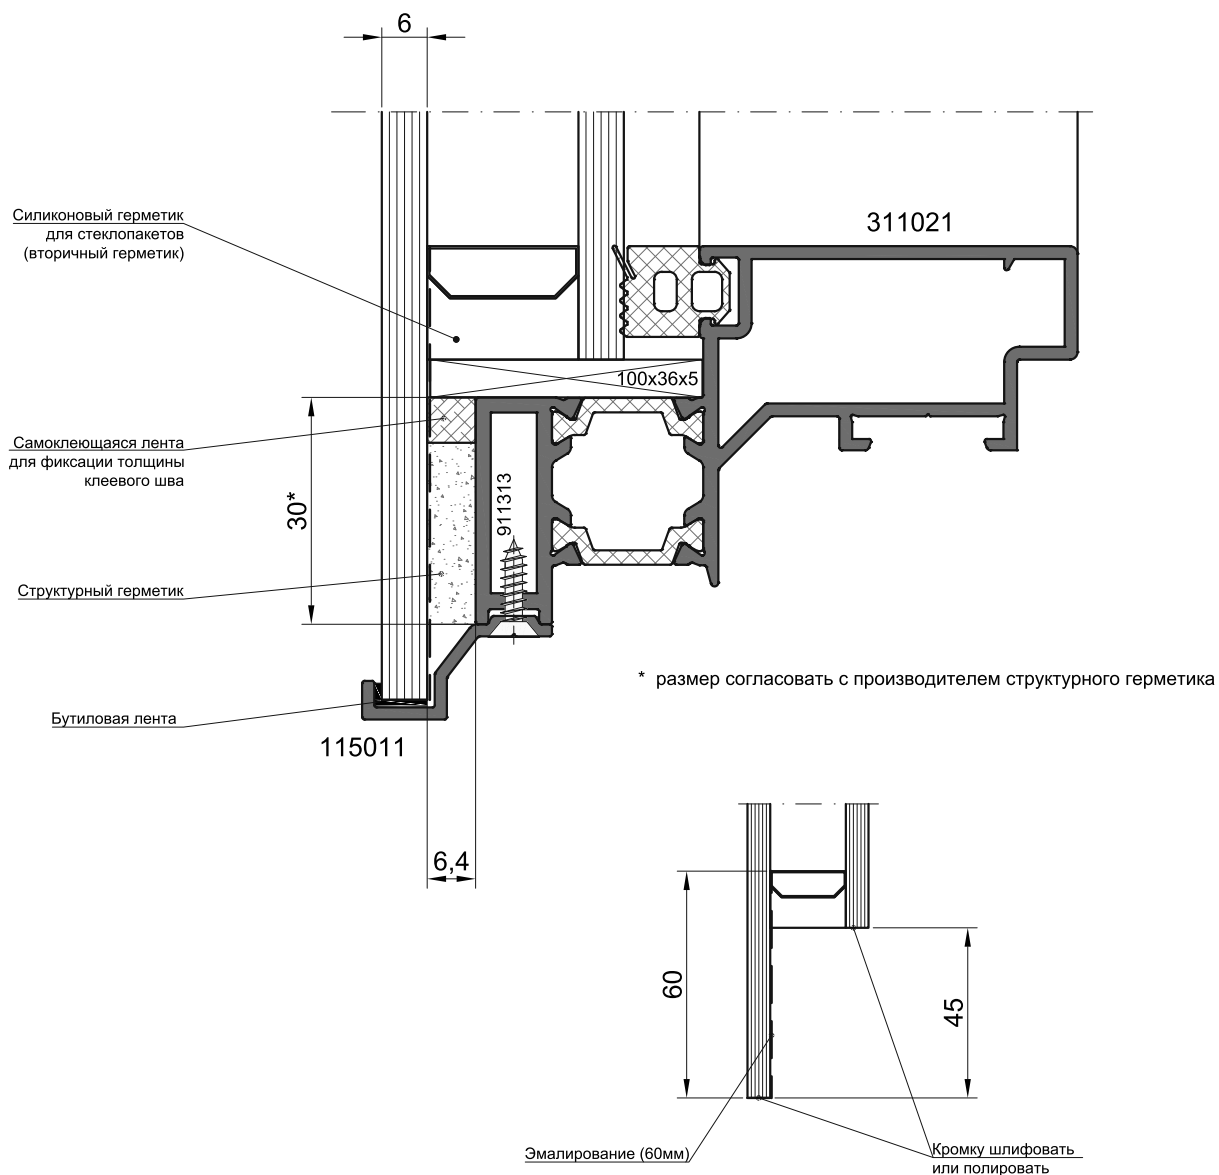 6
Силиконовый герметик
для стеклопакетов
(вторичный герметик)
311021
100x36x5
Самоклеющаяся лента
для фиксации толщины
клеевого шва
30*
911313
Структурный герметик
* размер согласовать с производителем структурного герметика
Бутиловая лента
115011
6,4
60
45
Эмалирование (60мм)
Кромку шлифовать
или полировать